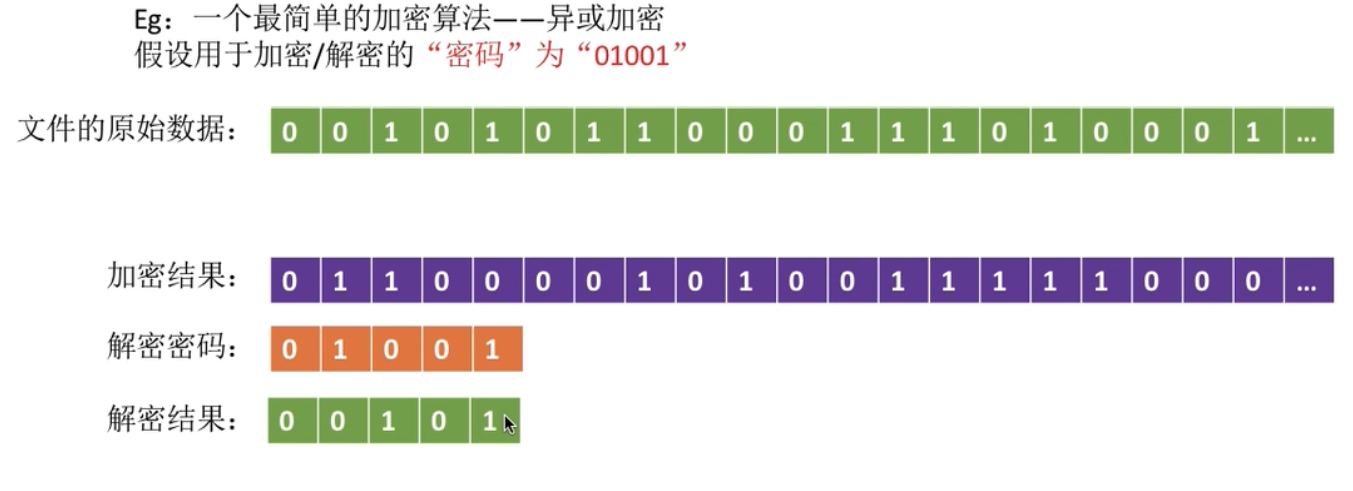 Eg：一个最简单的加密算法——异或加密
假设用于加密/解密的“密码”为“01001”
文件的原始数据： 0 0 1 0 1 0 1 1 0 0 0 1 1 1 0 1 0 0 0 1 ...
加密结果： 0 1 1 0 0 0 0 1 0 1 0 0 1 1 1 1 1 0 0 0 ...
解密密码： 0 1 0 0 1
解密结果： 0 0 1 0 1